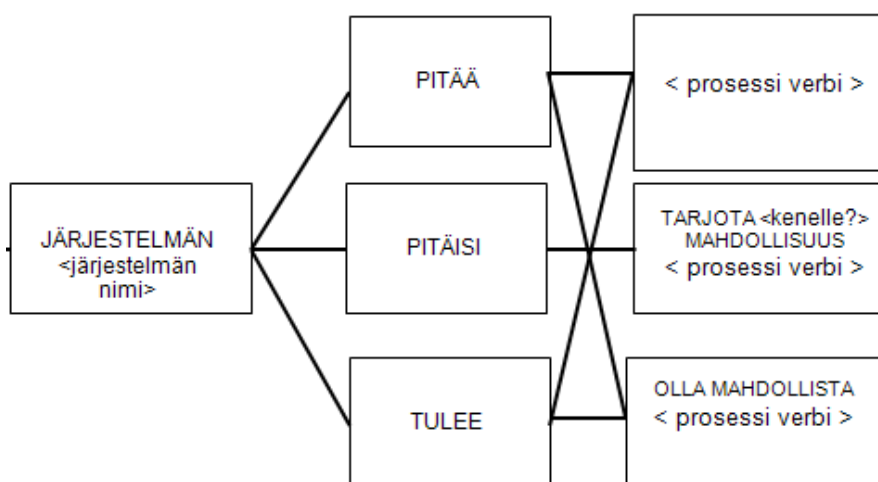 JÄRJESTELMÄN
<järjestelmän
nimi>
PITÄÄ
PITÄISI
TULEE
< prosessi verbi >
TARJOTA <kenelle?>
MAHDOLLISUUS
< prosessi verbi >
OLLA MAHDOLLISTA
< prosessi verbi >